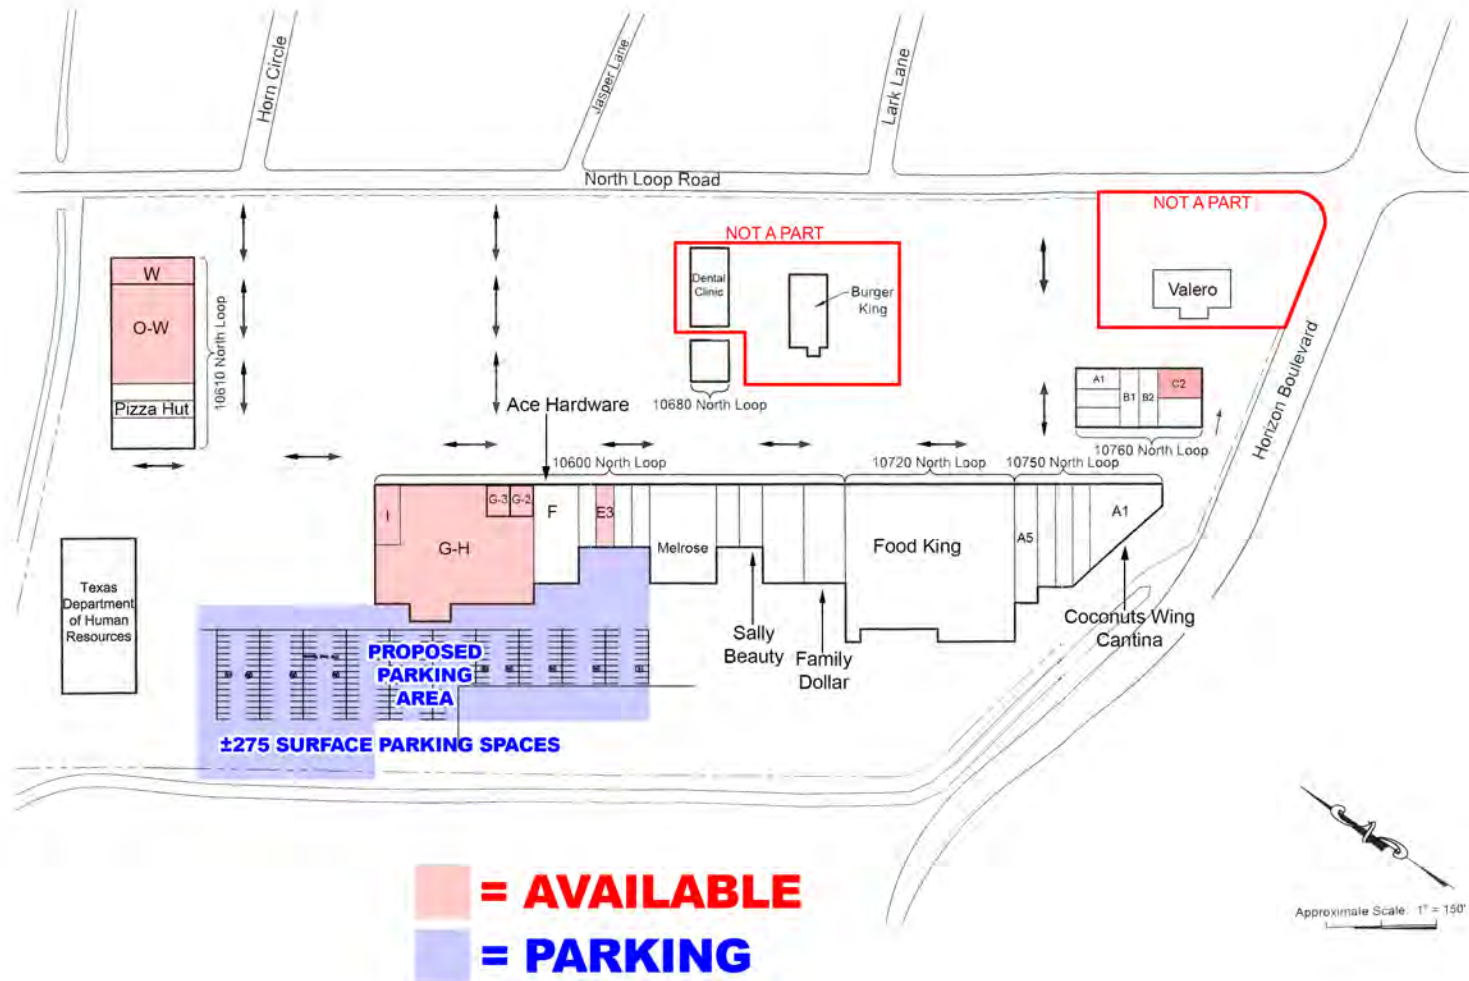 Horn Circle
Jasper Lane
Lark Lane
North Loop Road
NOT A PART
NOT A PART
W
O-W
Pizza Hut
10610 North Loop
Dental
Clinic
Burger
King
Valero
Horizon Boulevard
10680 North Loop
A1
B1
B2
C2
10760 North Loop
Ace Hardware
10600 North Loop
10720 North Loop
10750 North Loop
I
G-3
G-2
G-H
F
E3
Melrose
Food King
A5
A1
Texas
Department
of Human
Resources
Sally
Beauty
Family
Dollar
Coconuts Wing
Cantina
PROPOSED
PARKING
AREA
±275 SURFACE PARKING SPACES
= AVAILABLE
= PARKING
Approximale Scale: 1" = 150'